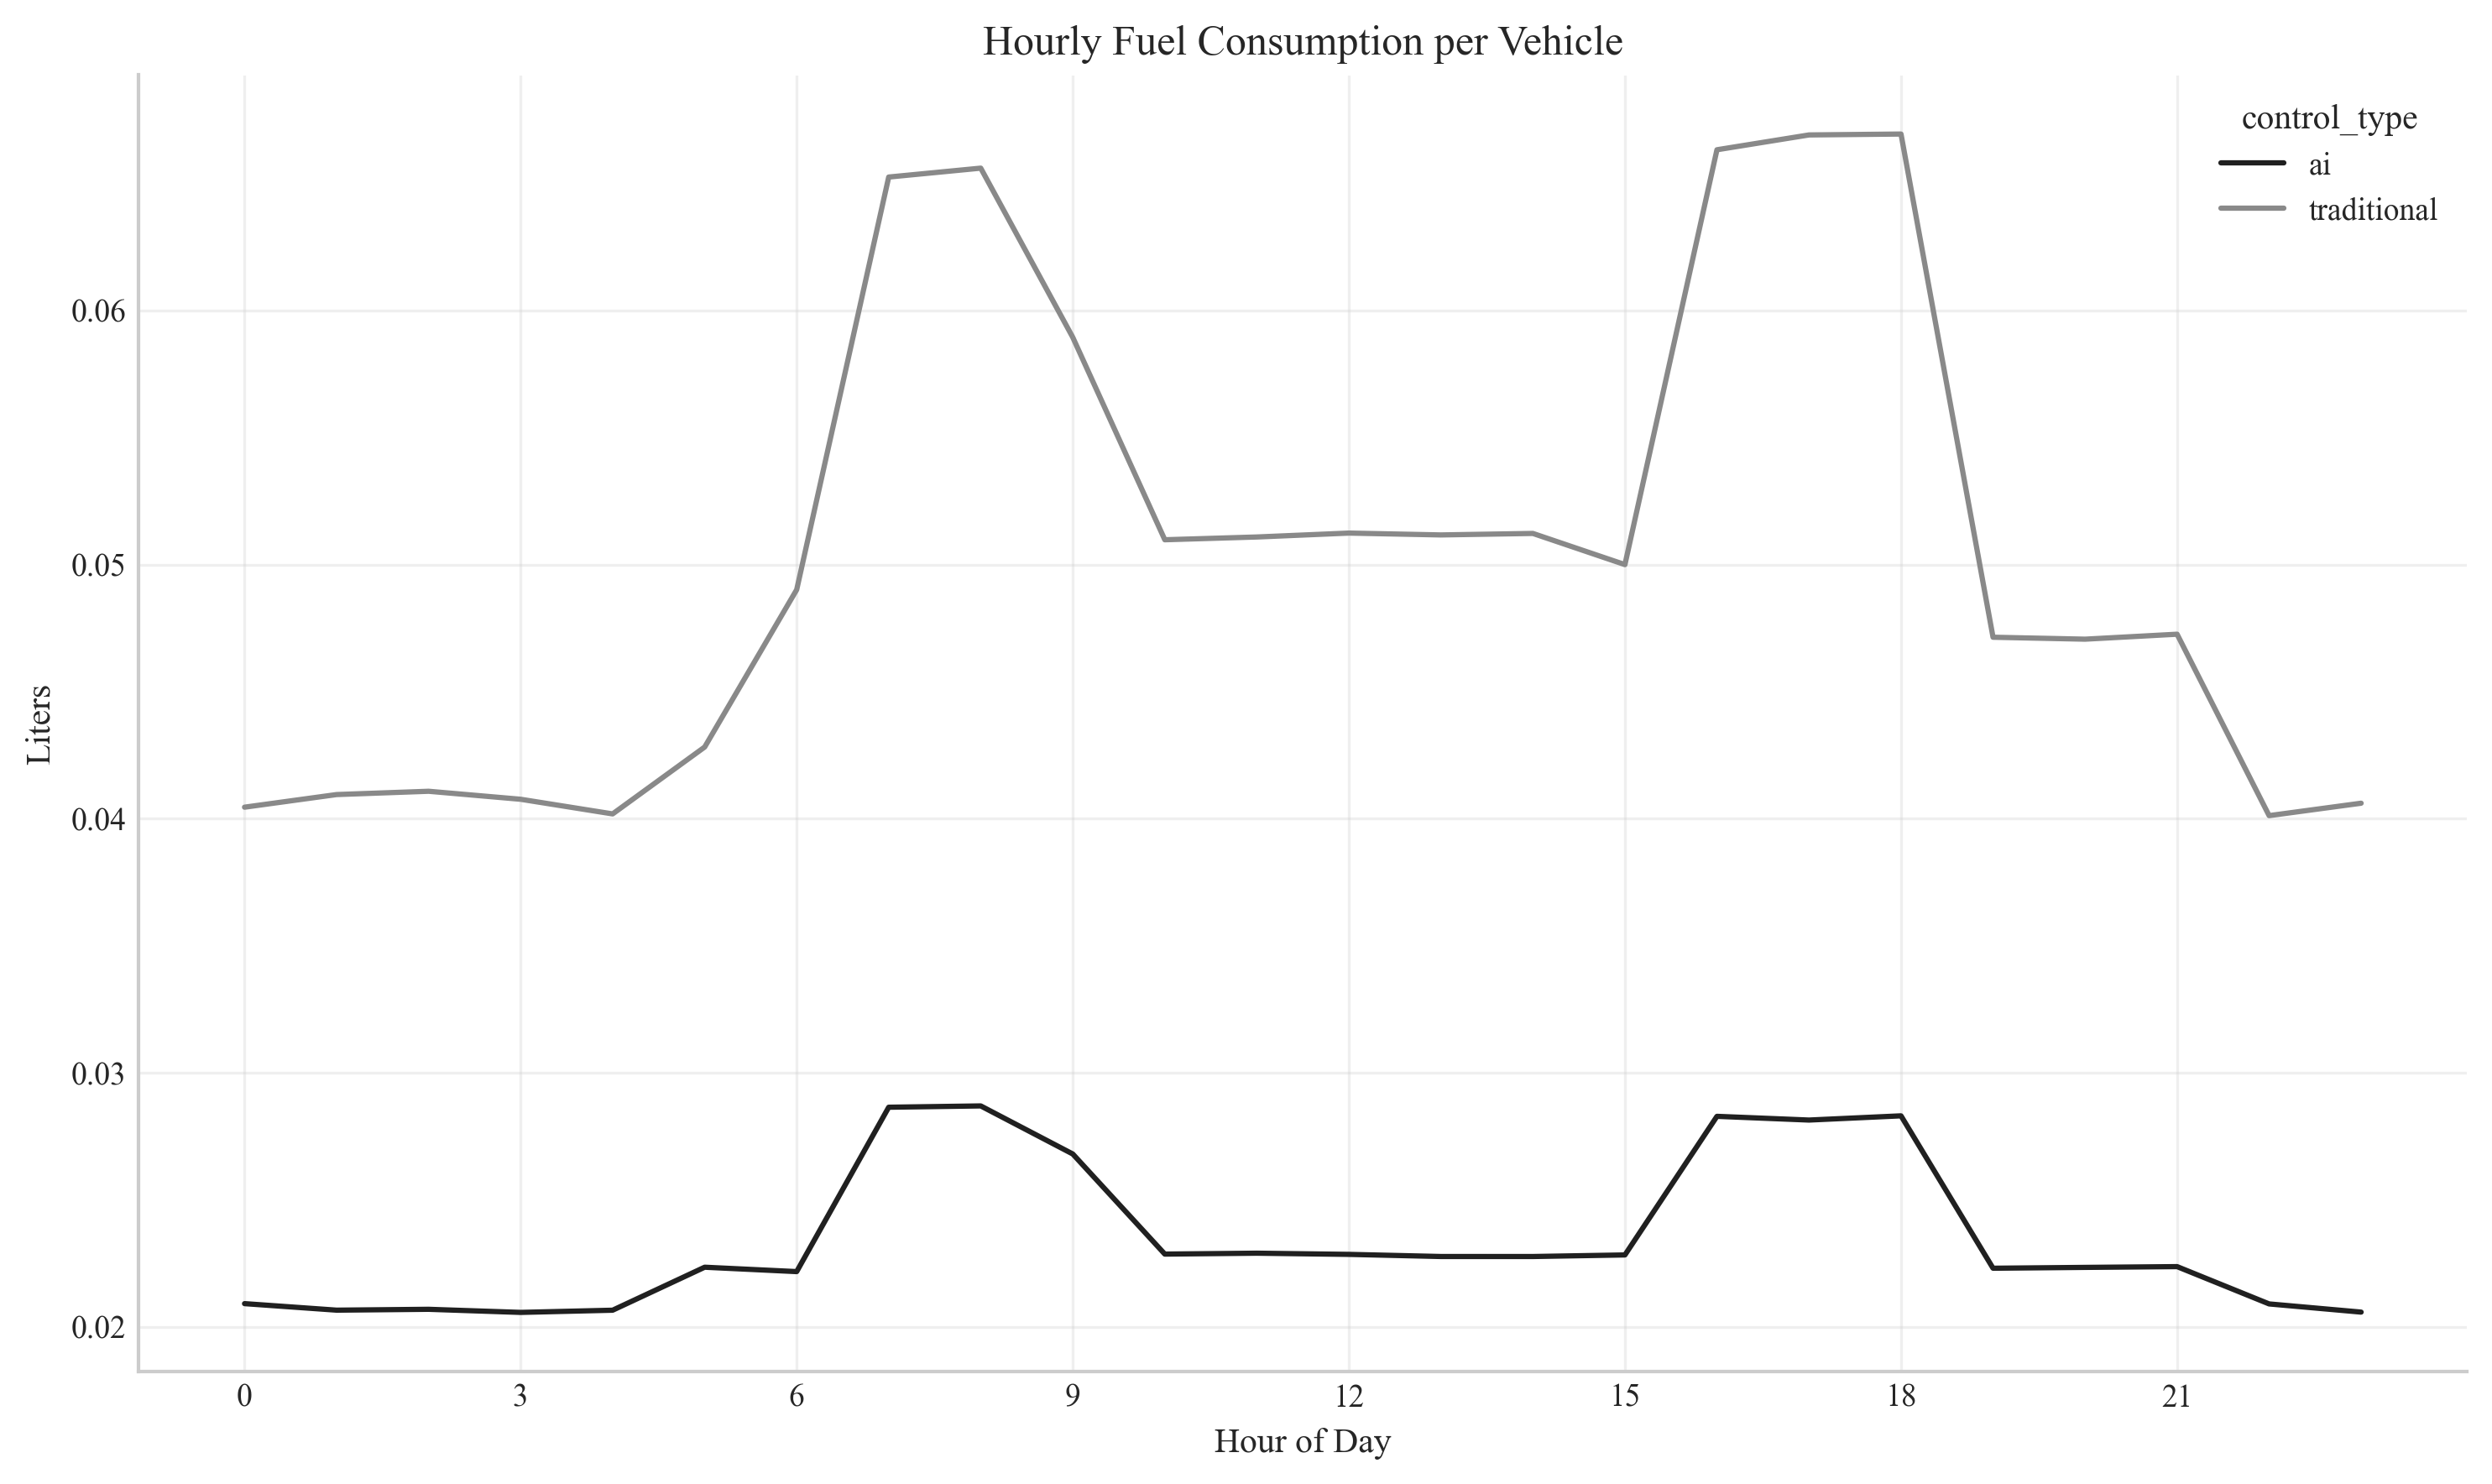 Hourly Fuel Consumption per Vehicle
control_type
ai
traditional
0.06
0.05
0.04
0.03
0.02
Liters
0 3 6 9 12 15 18 21
Hour of Day